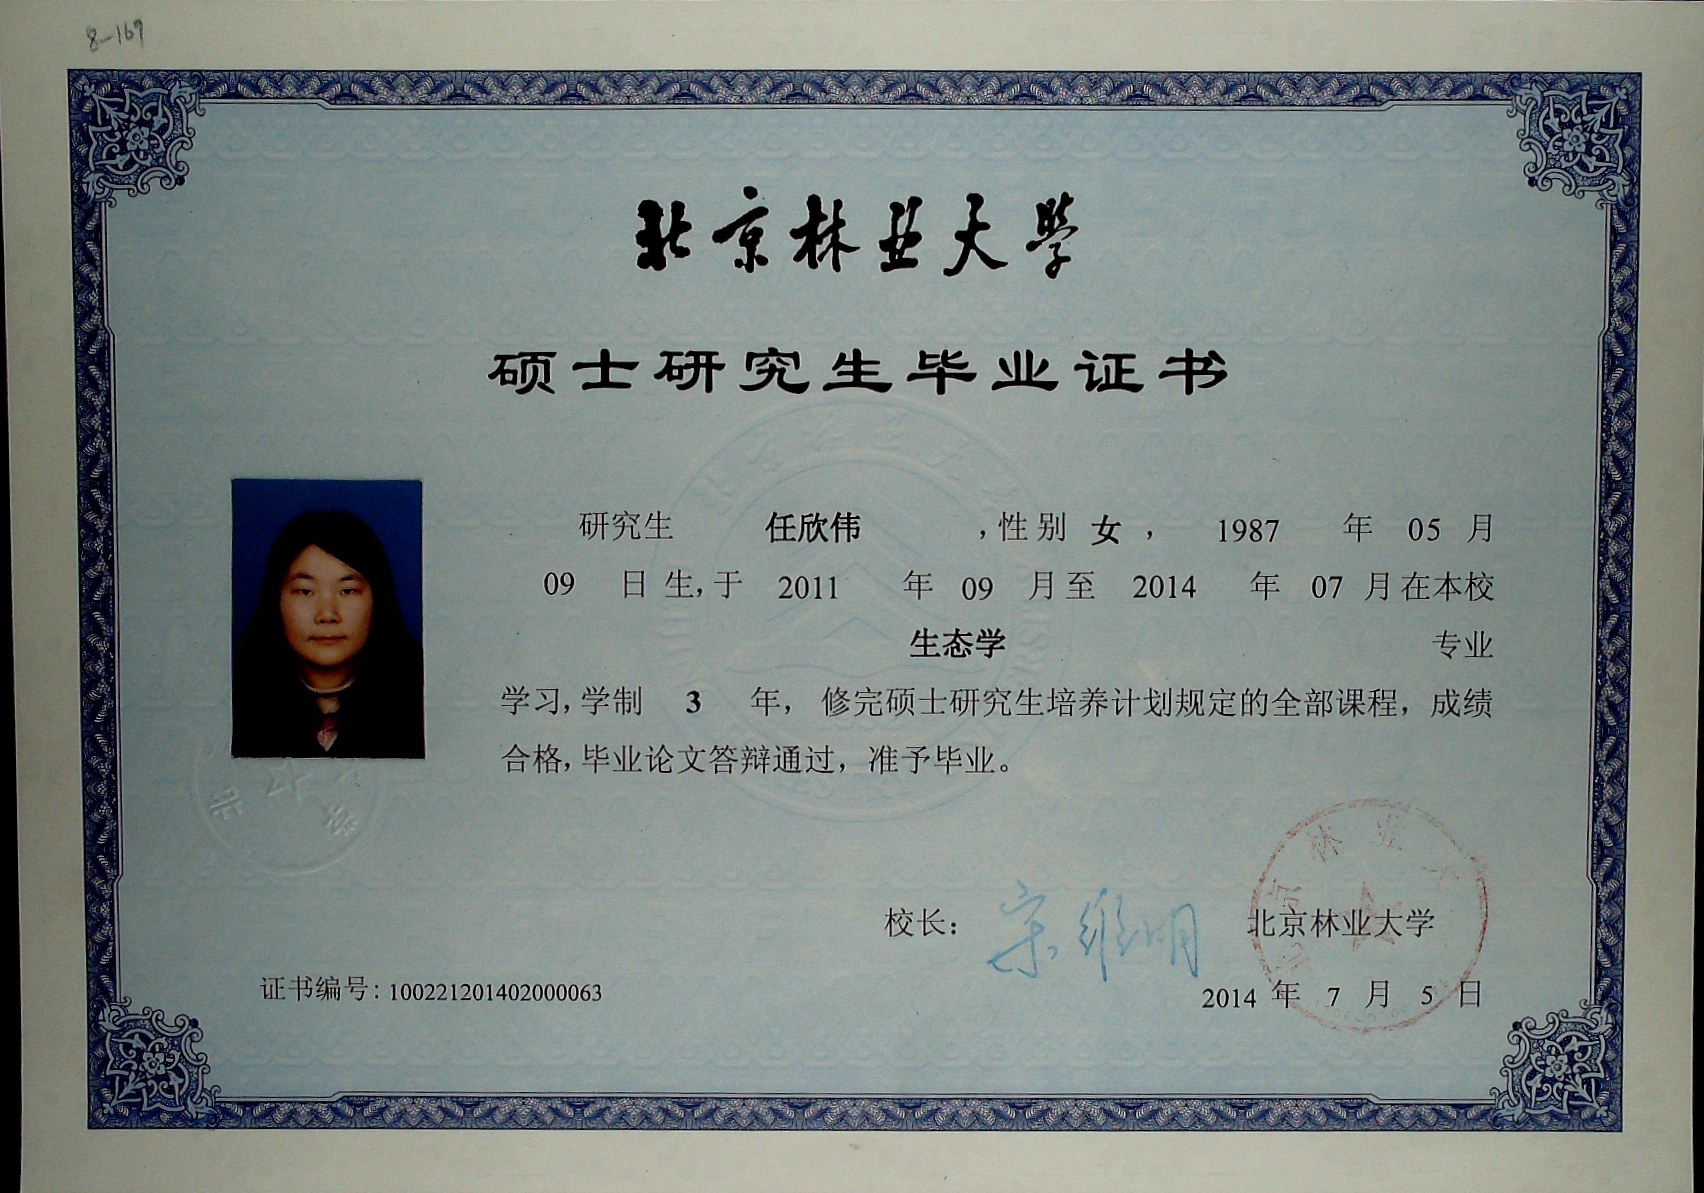 8-169
北京林业大学
硕士研究生毕业证书
研究生 任欣伟 ,性别 女 , 1987 年 05 月
09 日 生,于 2011 年 09 月至 2014 年 07 月在本校
生态学 专业
学习,学制 3 年, 修完硕士研究生培养计划规定的全部课程, 成绩
合格,毕业论文答辩通过, 准予毕业。
校长: 宋维明 北京林业大学
证书编号: 100221201402000063
2014 年 7 月 5 日